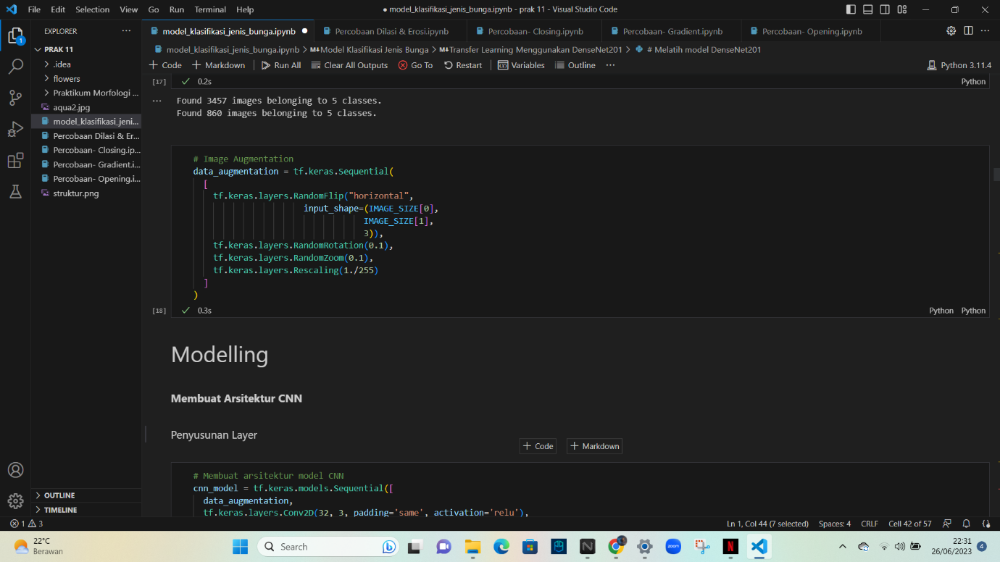 File Edit Selection View Go Run Terminal Help
● model_klasifikasi_jenis_bunga.ipynb - prak 11 - Visual Studio Code
EXPLORER ···
model_klasifikasi_jenis_bunga.ipynb ●
Percobaan Dilasi & Erosi.ipynb
Percobaan- Closing.ipynb
Percobaan- Gradient.ipynb
Percobaan- Opening.ipynb
1
PRAK 11
.idea
flowers
Praktikum Morfologi ...
aqua2.jpg
model_klasifikasi_jeni...
Percobaan Dilasi & Er...
Percobaan- Closing.ip...
Percobaan- Gradient.i...
Percobaan- Opening.i...
struktur.png
OUTLINE
TIMELINE
model_klasifikasi_jenis_bunga.ipynb > M↓Model Klasifikasi Jenis Bunga > M↓Transfer Learning Menggunakan DenseNet201 > # Melatih model DenseNet201
+ Code + Markdown Run All Clear All Outputs Go To Restart Variables Outline ··· Python 3.11.4
[17] ✓ 0.2s Python
··· Found 3457 images belonging to 5 classes.
Found 860 images belonging to 5 classes.
# Image Augmentation
data_augmentation = tf.keras.Sequential(
[
tf.keras.layers.RandomFlip("horizontal",
input_shape=(IMAGE_SIZE[0],
IMAGE_SIZE[1],
3)),
tf.keras.layers.RandomRotation(0.1),
tf.keras.layers.RandomZoom(0.1),
tf.keras.layers.Rescaling(1./255)
]
)
[18] ✓ 0.3s Python Python
Modelling
Membuat Arsitektur CNN
Penyusunan Layer
+ Code + Markdown
# Membuat arsitektur model CNN
cnn_model = tf.keras.models.Sequential([
data_augmentation,
tf.keras.layers.Conv2D(32, 3, padding='same', activation='relu'),
1 3 Ln 1, Col 44 (7 selected) Spaces: 4 CRLF Cell 42 of 57
22°C
Berawan
Search
zoom
N
N
22:31
26/06/2023
4